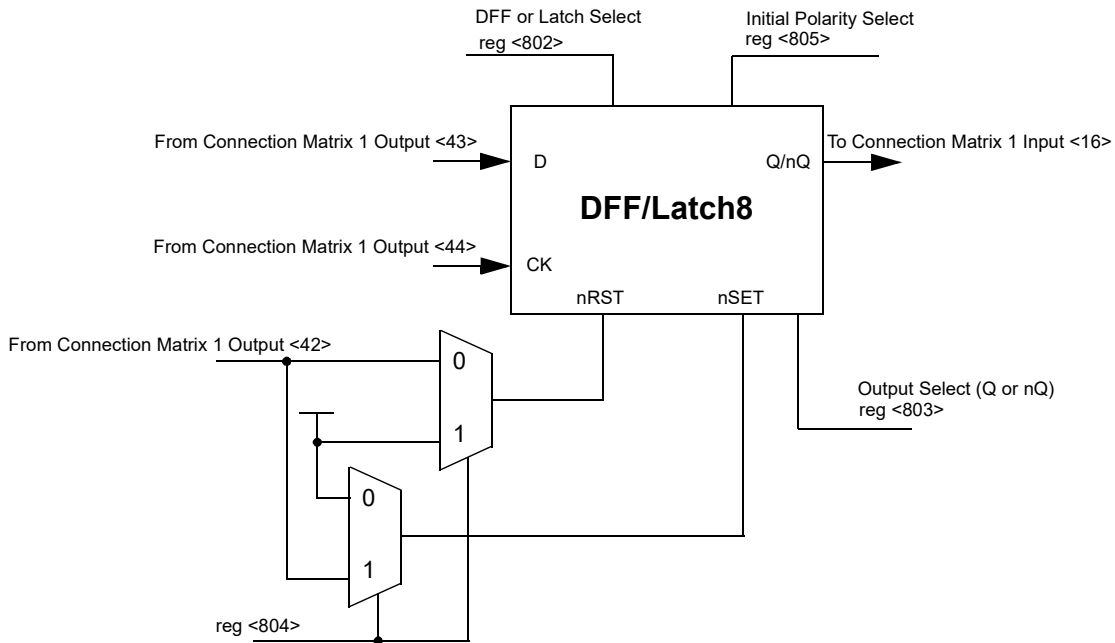 DFF or Latch Select
reg <802>
Initial Polarity Select
reg <805>
From Connection Matrix 1 Output <43>
D
Q/nQ
To Connection Matrix 1 Input <16>
DFF/Latch8
From Connection Matrix 1 Output <44>
CK
nRST
nSET
From Connection Matrix 1 Output <42>
0
1
Output Select (Q or nQ)
reg <803>
0
1
reg <804>